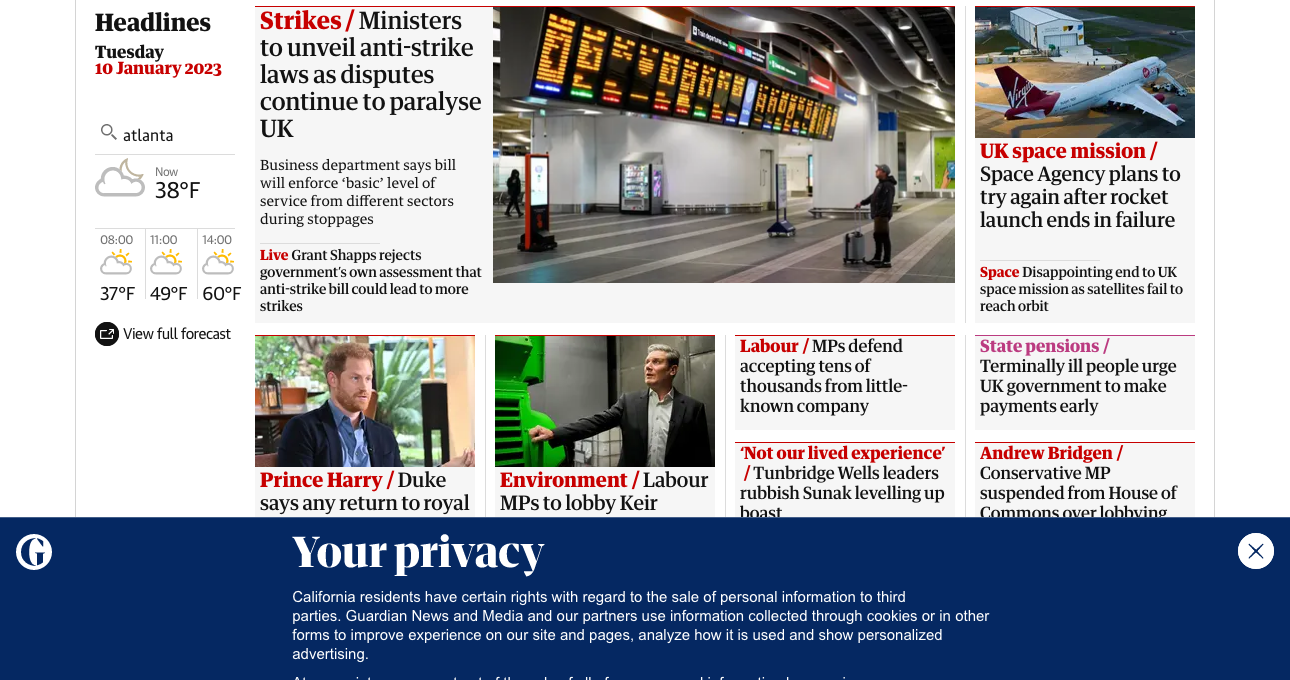 Headlines
Tuesday
10 January 2023
atlanta
Now
38°F
08:00
11:00
14:00
37°F
49°F
60°F
View full forecast
Strikes / Ministers
to unveil anti-strike
laws as disputes
continue to paralyse
UK
Business department says bill
will enforce ‘basic’ level of
service from different sectors
during stoppages
Live Grant Shapps rejects
government’s own assessment that
anti-strike bill could lead to more
strikes
Virgin
UK space mission /
Space Agency plans to
try again after rocket
launch ends in failure
Space Disappointing end to UK
space mission as satellites fail to
reach orbit
Prince Harry / Duke
says any return to royal
Environment / Labour
MPs to lobby Keir
Labour / MPs defend
accepting tens of
thousands from little-
known company
‘Not our lived experience’
/ Tunbridge Wells leaders
rubbish Sunak levelling up
boast
State pensions /
Terminally ill people urge
UK government to make
payments early
Andrew Bridgen /
Conservative MP
suspended from House of
Commons over lobbying
Your privacy
California residents have certain rights with regard to the sale of personal information to third
parties. Guardian News and Media and our partners use information collected through cookies or in other
forms to improve experience on our site and pages, analyze how it is used and show personalized
advertising.